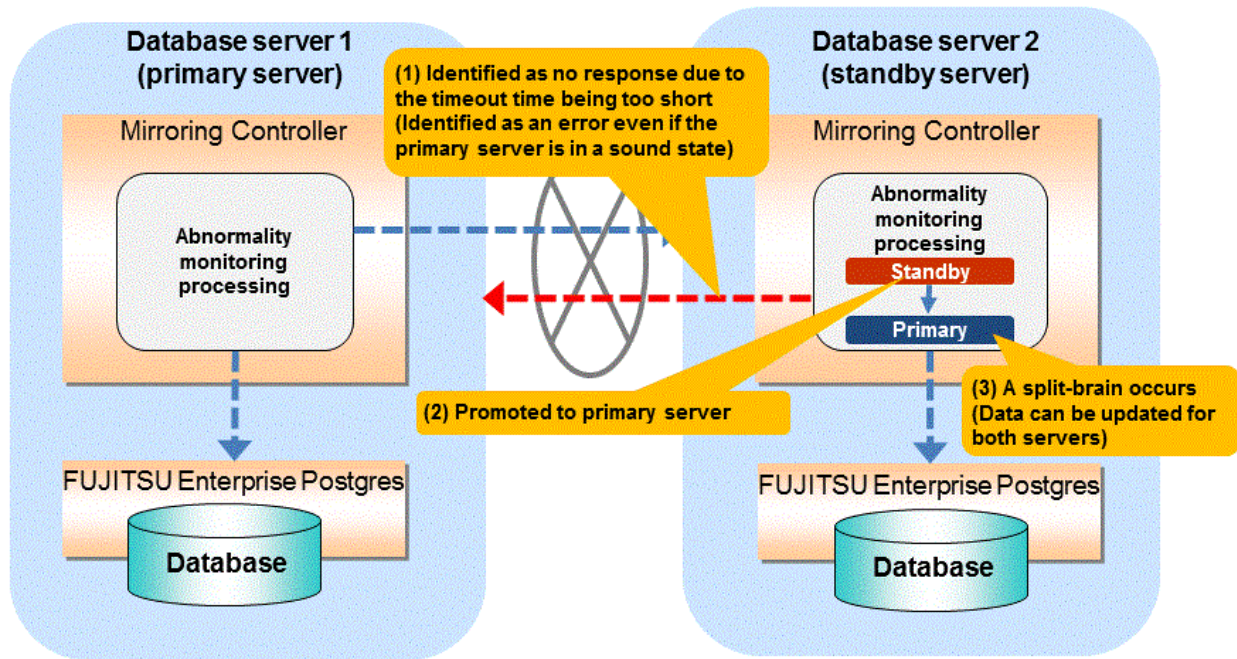 Database server 1
(primary server)
Mirroring Controller
Abnormality
monitoring
processing
FUJITSU Enterprise Postgres
Database
(1) Identified as no response due to
the timeout time being too short
(Identified as an error even if the
primary server is in a sound state)
(2) Promoted to primary server
Database server 2
(standby server)
Mirroring Controller
Abnormality
monitoring
processing
Standby
Primary
(3) A split-brain occurs
(Data can be updated for
both servers)
FUJITSU Enterprise Postgres
Database